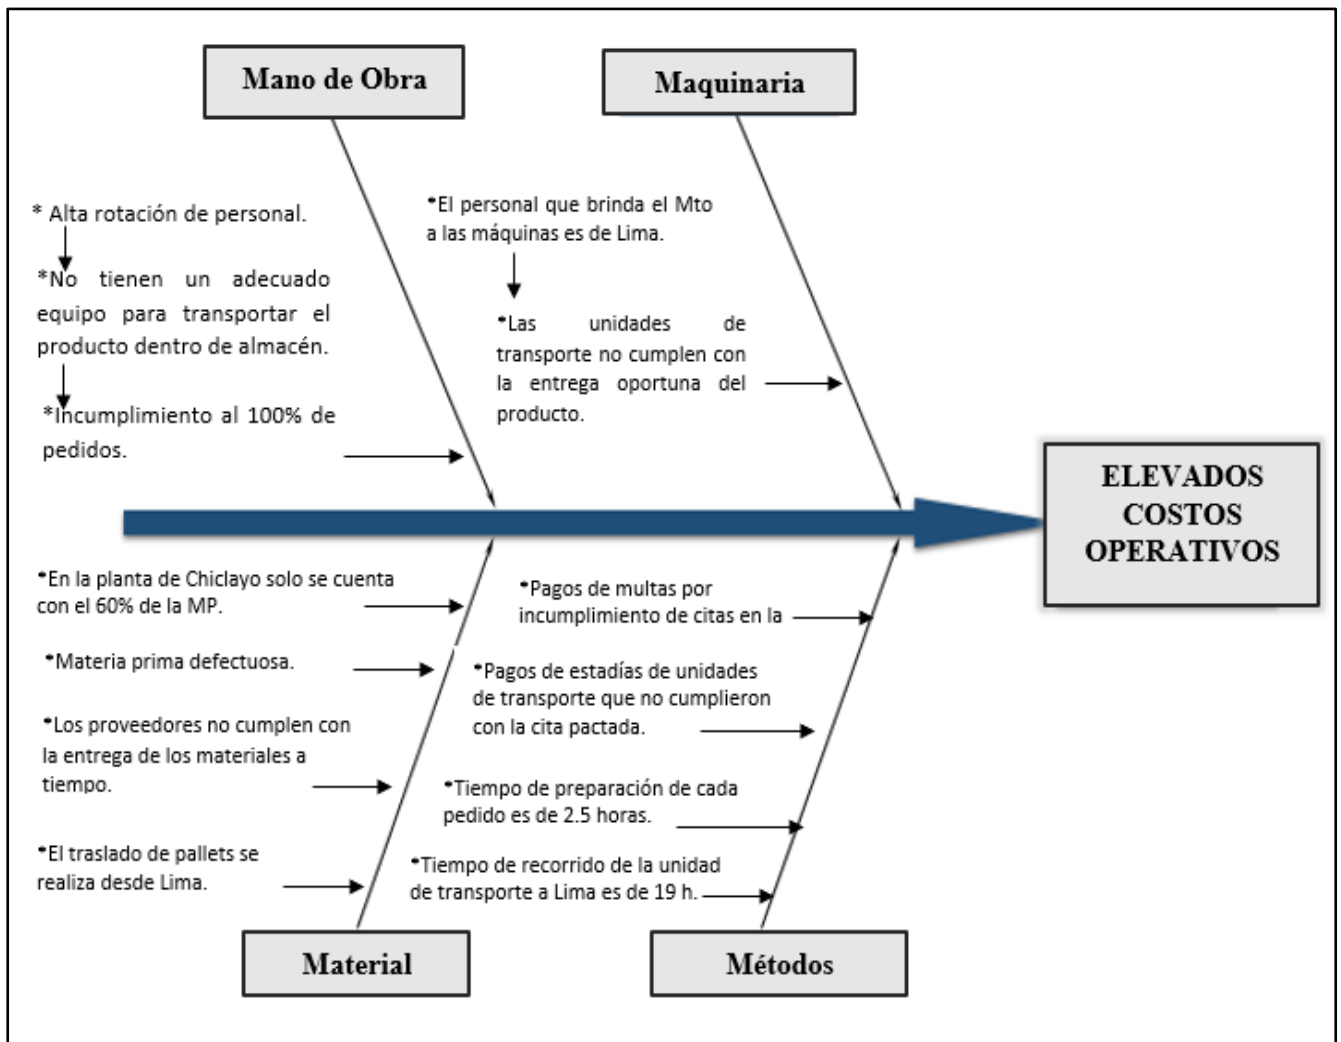 Mano de Obra
Maquinaria
* Alta rotación de personal.
*No tienen un adecuado
equipo para transportar el
producto dentro de almacén.
*Incumplimiento al 100% de
pedidos.
*El personal que brinda el Mto
a las máquinas es de Lima.
*Las unidades de
transporte no cumplen con
la entrega oportuna del
producto.
ELEVADOS
COSTOS
OPERATIVOS
*En la planta de Chiclayo solo se cuenta
con el 60% de la MP.
*Materia prima defectuosa.
*Los proveedores no cumplen con
la entrega de los materiales a
tiempo.
*El traslado de pallets se
realiza desde Lima.
*Pagos de multas por
incumplimiento de citas en la
*Pagos de estadías de unidades
de transporte que no cumplieron
con la cita pactada.
*Tiempo de preparación de cada
pedido es de 2.5 horas.
*Tiempo de recorrido de la unidad
de transporte a Lima es de 19 h.
Material
Métodos